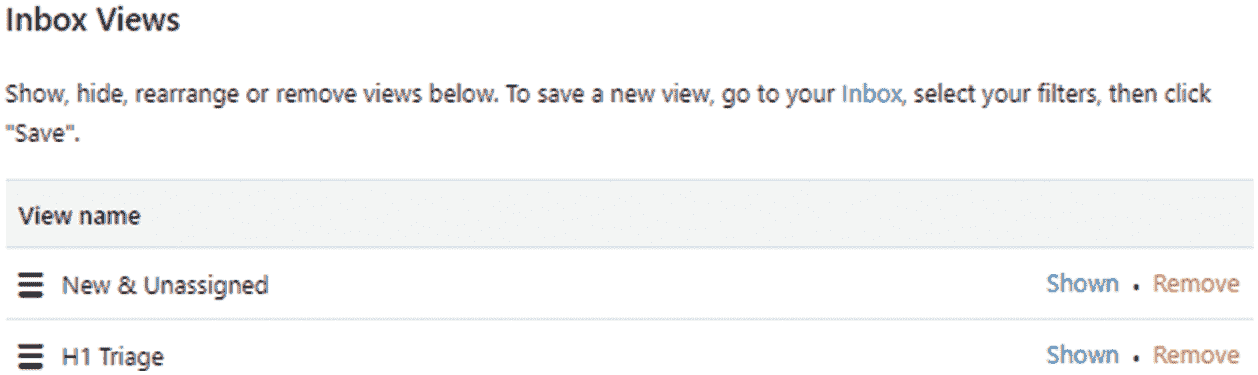 Inbox Views
Show, hide, rearrange or remove views below. To save a new view, go to your Inbox, select your filters, then click
"Save".
View name
New & Unassigned Shown • Remove
H1 Triage Shown • Remove